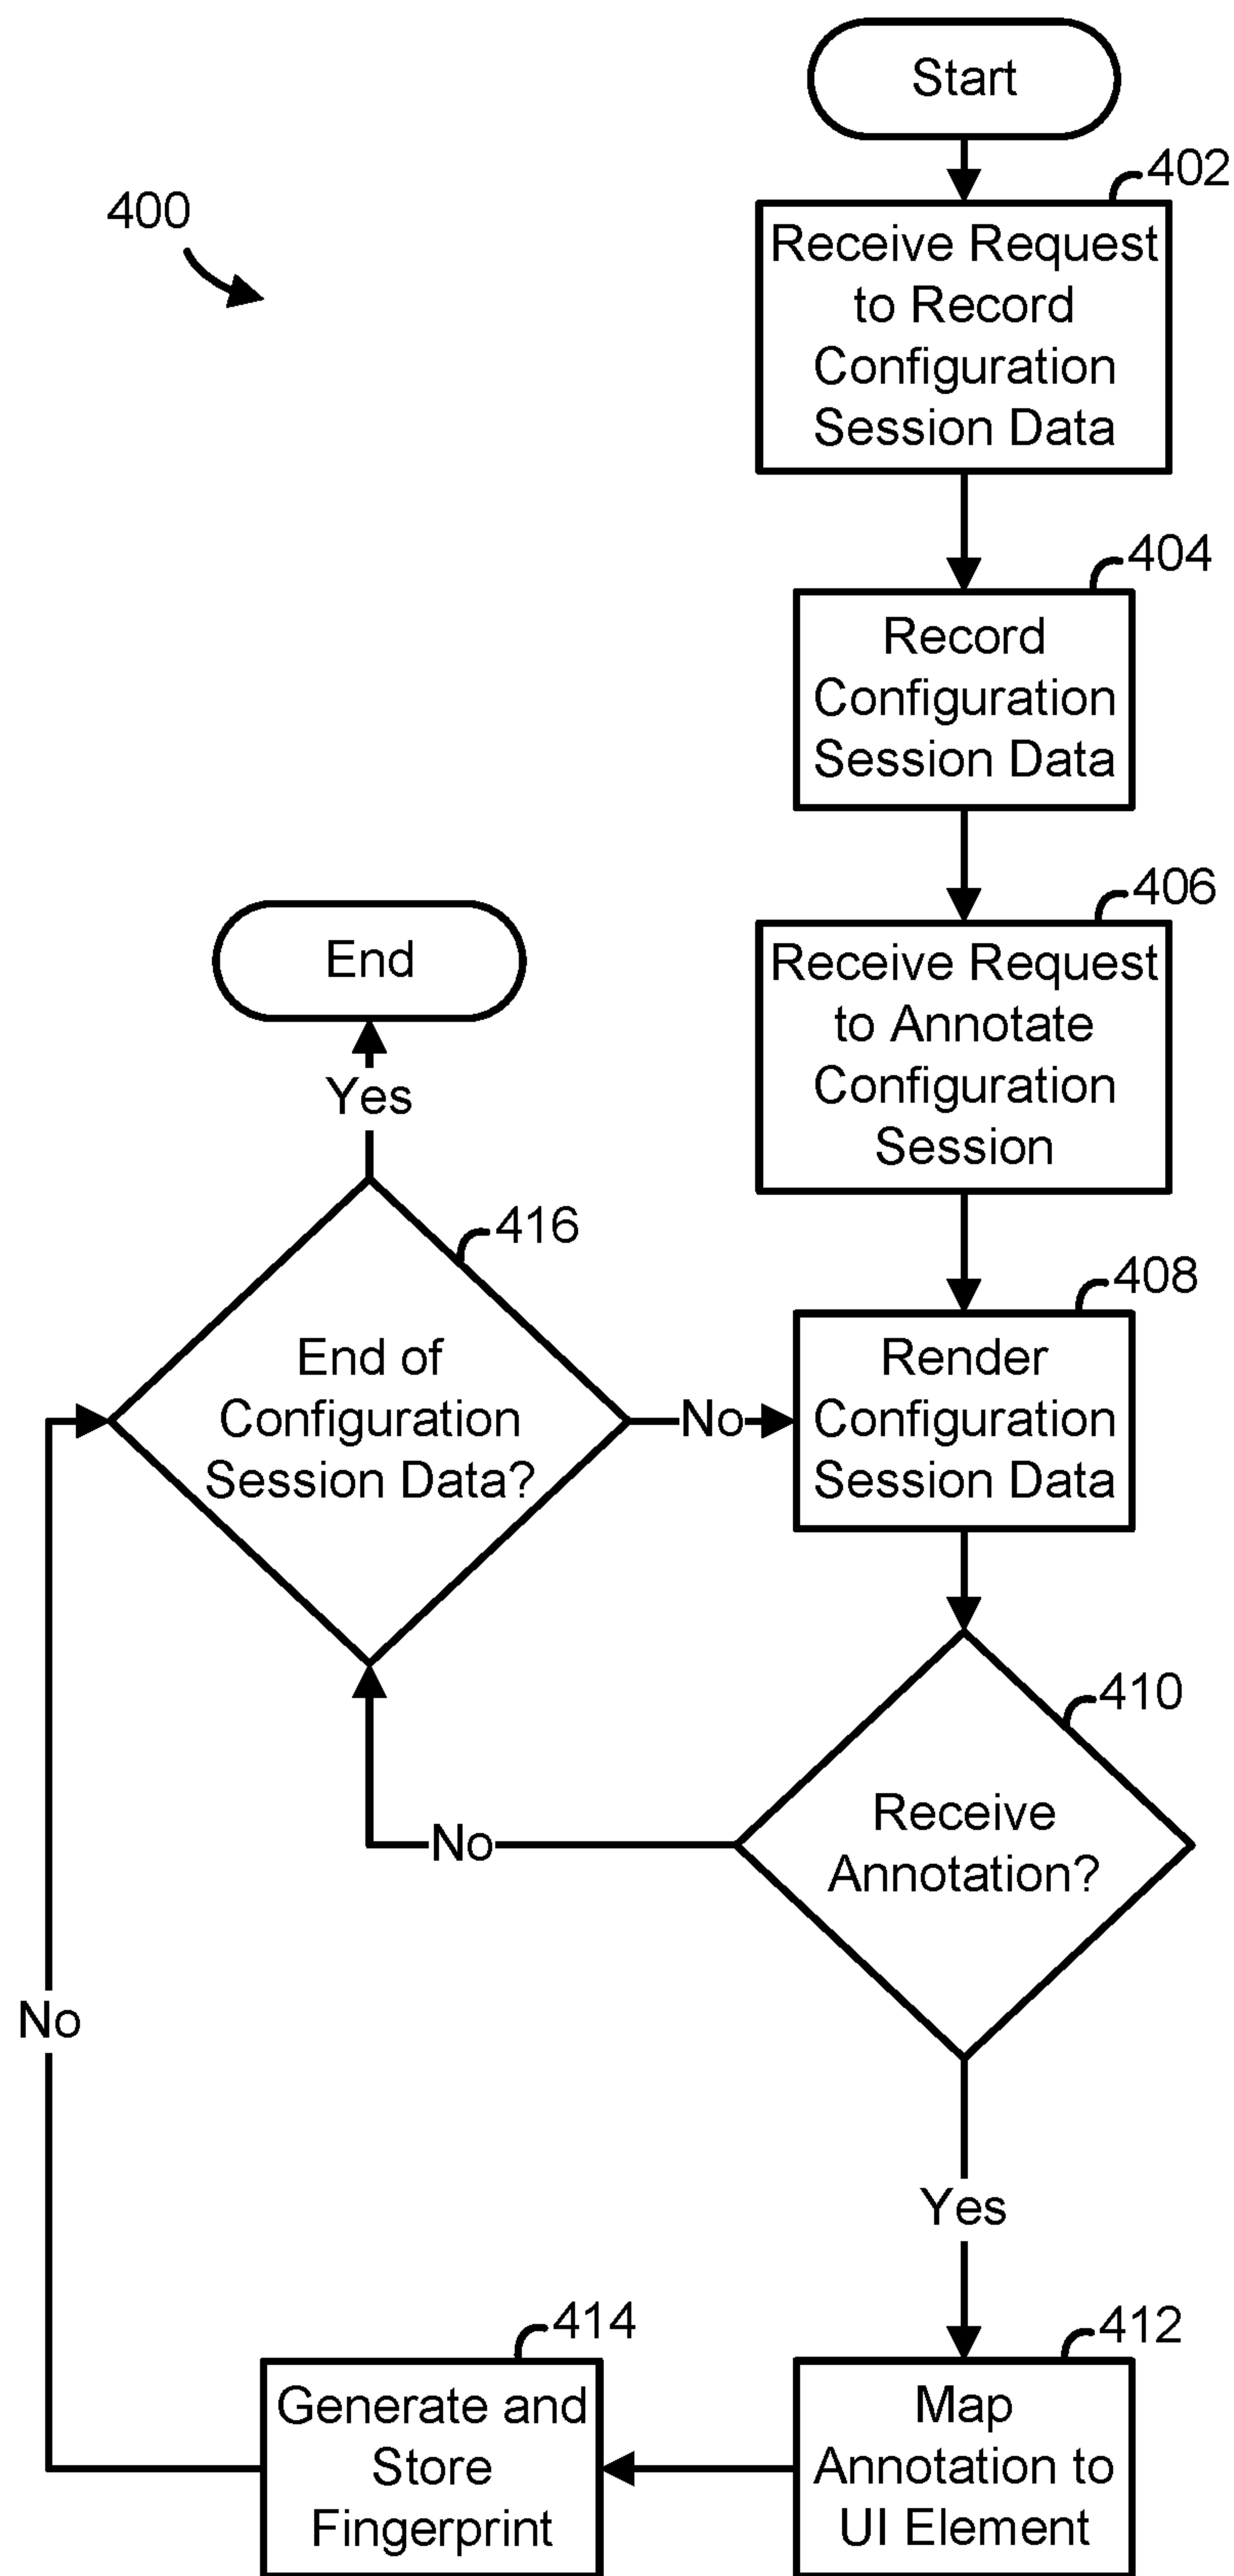 Start
400
402
Receive Request
to Record
Configuration
Session Data
404
Record
Configuration
Session Data
406
Receive Request
to Annotate
Configuration
Session
End
Yes
416
End of
Configuration
Session Data?
No
408
Render
Configuration
Session Data
410
Receive
Annotation?
No
Yes
No
412
Map
Annotation to
UI Element
414
Generate and
Store
Fingerprint